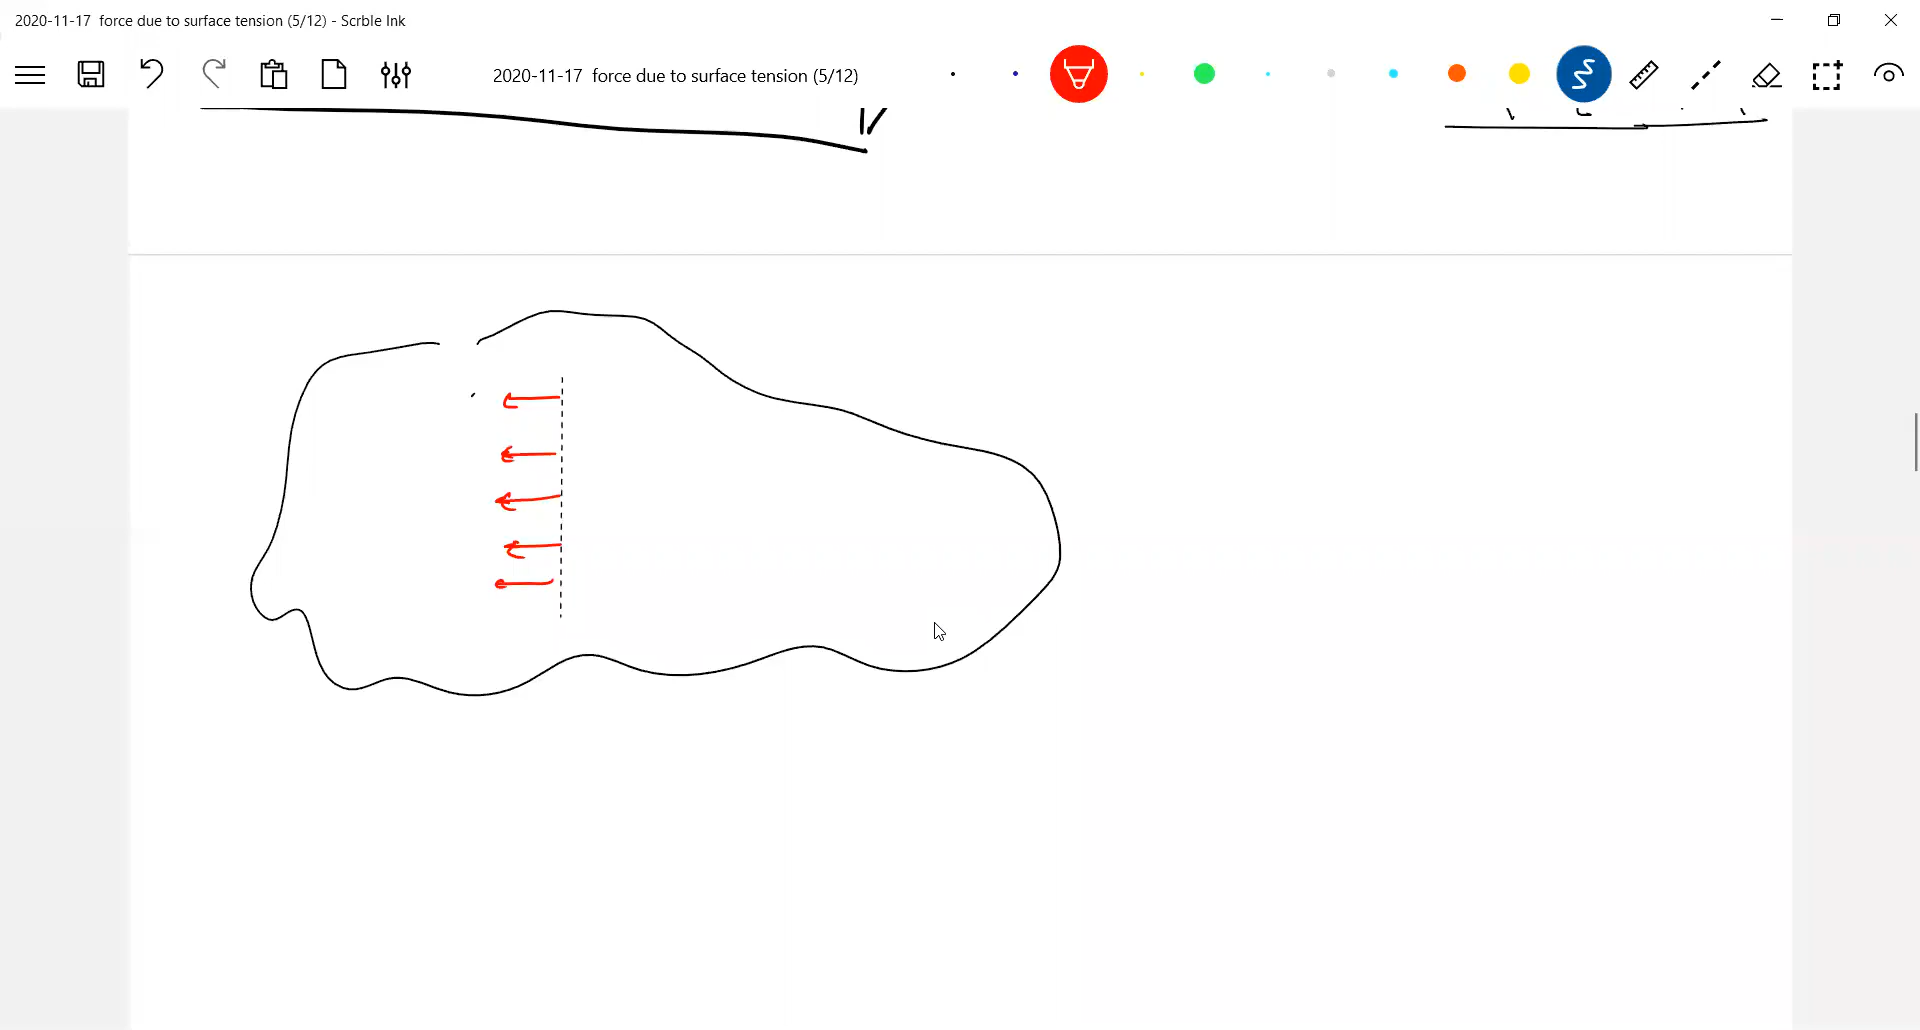 2020-11-17 force due to surface tension (5/12) - Scrble Ink
2020-11-17 force due to surface tension (5/12)